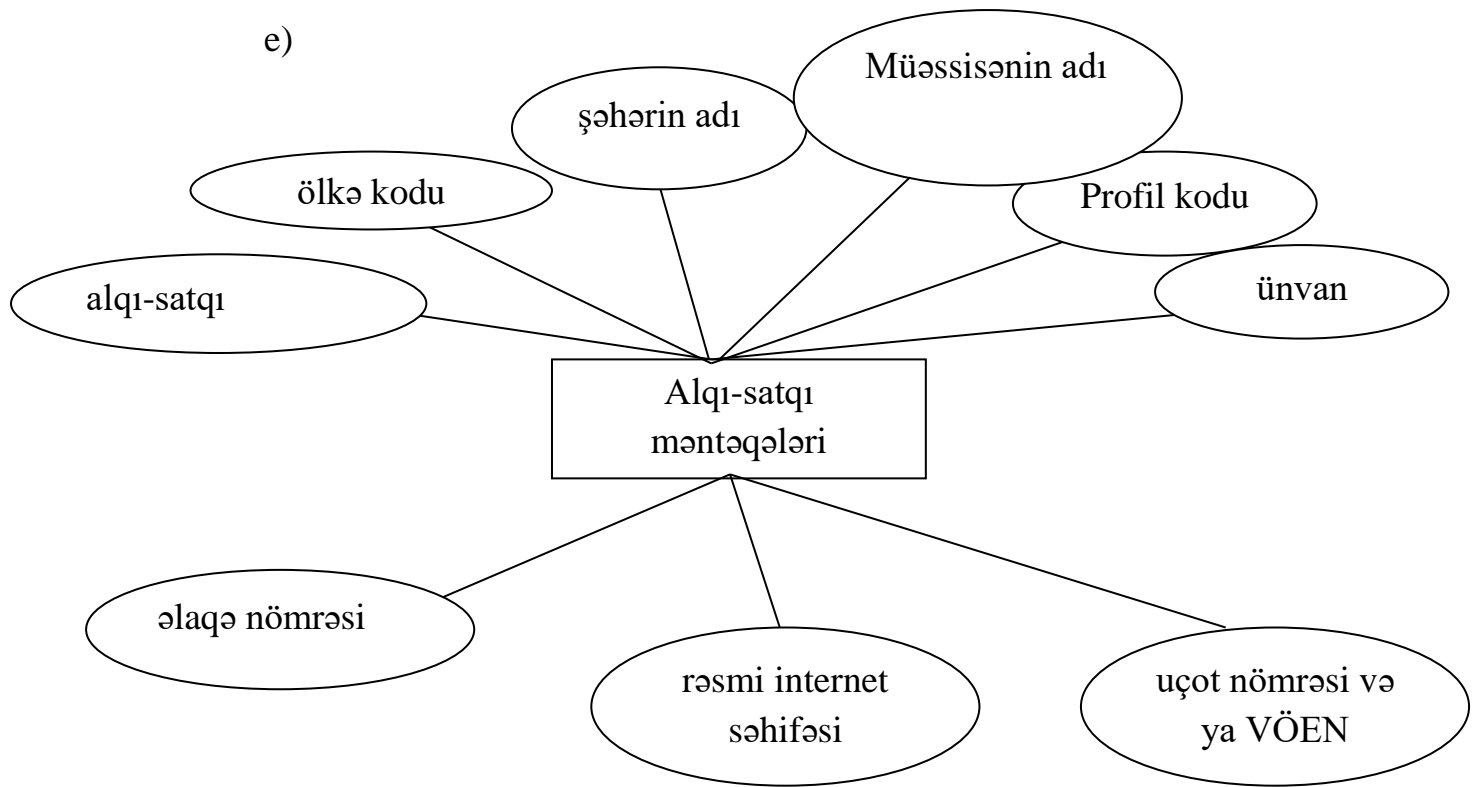 e)
Müəssisənin adı
şəhərin adı
ölkə kodu
Profil kodu
alqı-satqı
ünvan
Alqı-satqı
məntəqələri
əlaqə nömrəsi
rəsmi internet
səhifəsi
uçot nömrəsi və
ya VÖEN